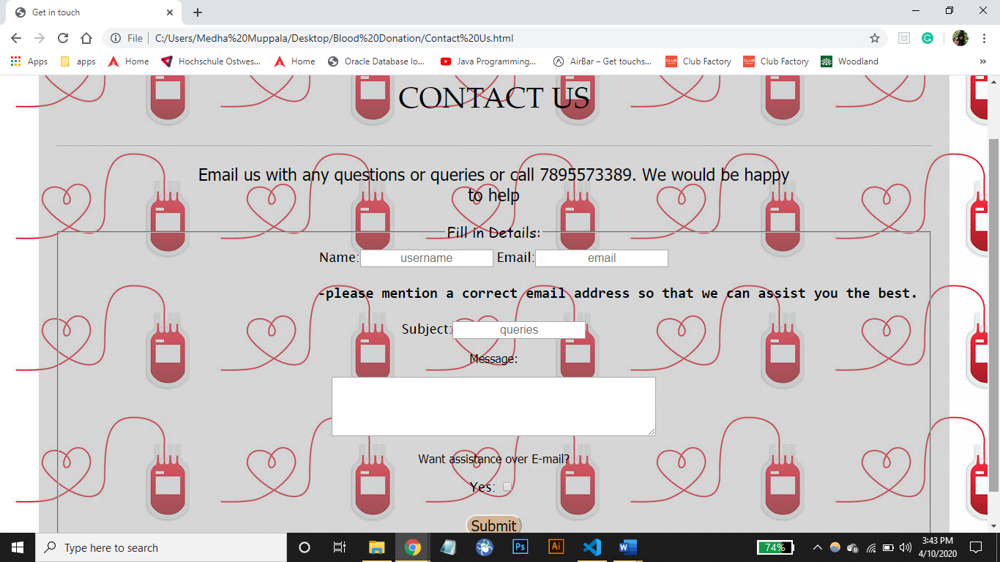 Get in touch
File
C:/Users/Medha%20Muppala/Desktop/Blood%20Donation/Contact%20Us.html
Apps apps Home Hochschule Ostwes... Home Oracle Database lo... Java Programming... AirBar – Get touchs... CLUB Club Factory CLUB Club Factory Woodland »
CONTACT US
Email us with any questions or queries or call 7895573389. We would be happy
to help
Fill in Details:
Name: username Email: email
-please mention a correct email address so that we can assist you the best.
Subject: queries
Message:
Want assistance over E-mail?
Yes:
Submit
Type here to search
Ps
Ai
W
74%
3:43 PM
4/10/2020